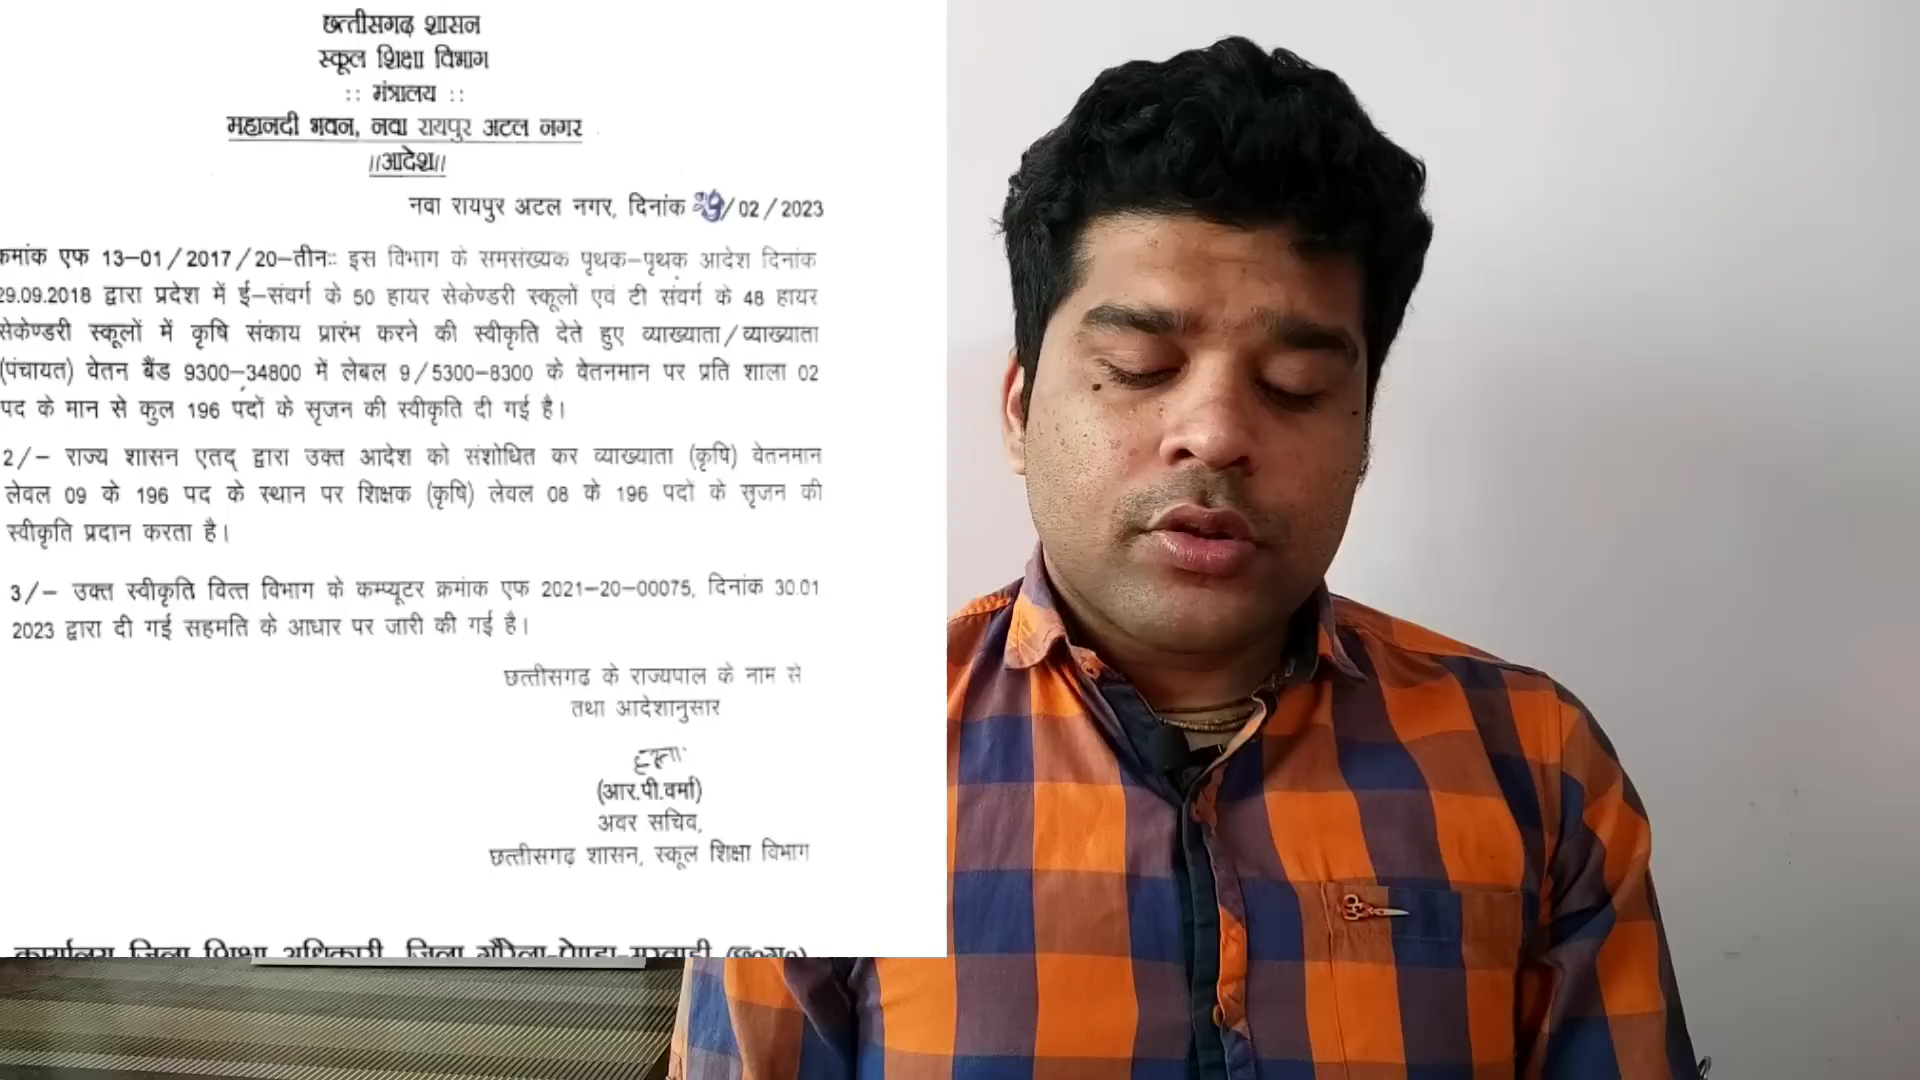 छत्तीसगढ़ शासन
स्कूल शिक्षा विभाग
:: मंत्रालय ::
महानदी भवन, नवा रायपुर अटल नगर
//आदेश//
नवा रायपुर अटल नगर, दिनांक /02/2023
क्रमांक एफ 13–01/2017/20–तीनः: इस विभाग के समसंख्यक पृथक–पृथक आदेश दिनांक
29.09.2018 द्वारा प्रदेश में ई–संवर्ग के 50 हायर सेकेण्डरी स्कूलों एवं टी संवर्ग के 48 हायर
सेकेण्डरी स्कूलों में कृषि संकाय प्रारंभ करने की स्वीकृति देते हुए व्याख्याता/व्याख्याता
(पंचायत) वेतन बैंड 9300–34800 में लेबल 9/5300–8300 के वेतनमान पर प्रति शाला 02
पद के मान से कुल 196 पदों के सृजन की स्वीकृति दी गई है।
2/– राज्य शासन एतद् द्वारा उक्त आदेश को संशोधित कर व्याख्याता (कृषि) वेतनमान
लेवल 09 के 196 पद के स्थान पर शिक्षक (कृषि) लेवल 08 के 196 पदों के सृजन की
स्वीकृति प्रदान करता है।
3/– उक्त स्वीकृति वित्त विभाग के कम्प्यूटर क्रमांक एफ 2021–20–00075, दिनांक 30.01
2023 द्वारा दी गई सहमति के आधार पर जारी की गई है।
छत्तीसगढ के राज्यपाल के नाम से
तथा आदेशानुसार
(आर.पी.वर्मा)
अवर सचिव,
छत्तीसगढ़ शासन, स्कूल शिक्षा विभाग
कार्यालय जिला शिक्षा अधिकारी, जिला गौरेला-पेण्ड्रा-मरवाही (छ०ग०)